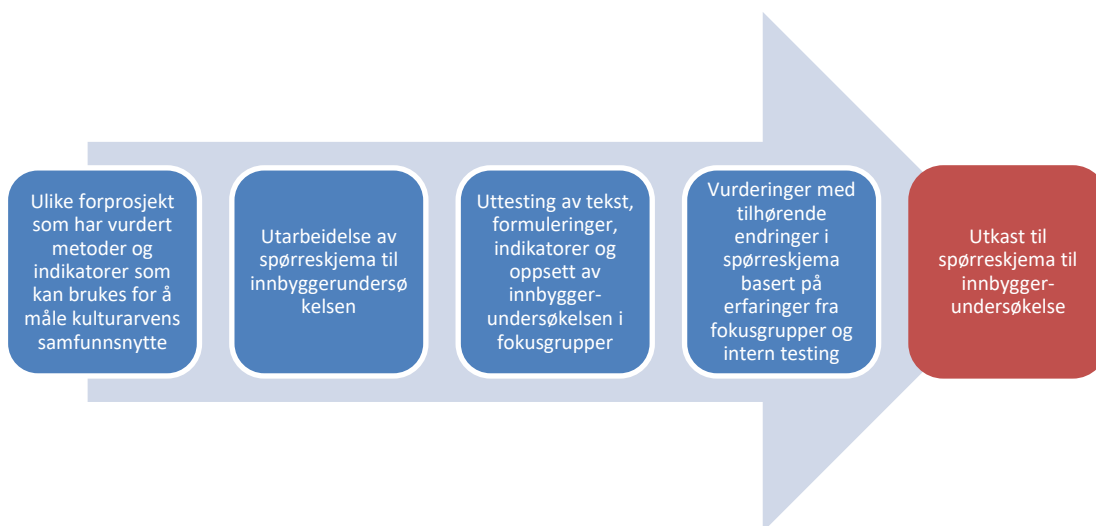 Ulike forprosjekt
som har vurdert
metoder og
indikatorer som
kan brukes for å
måle kulturarvens
samfunnsnytte
Utarbeidelse av
spørreskjema til
innbyggerundersø
kelsen
Uttesting av tekst,
formuleringer,
indikatorer og
oppsett av
innbygger-
undersøkelsen i
fokusgrupper
Vurderinger med
tilhørende
endringer i
spørreskjema
basert på
erfaringer fra
fokusgrupper og
intern testing
Utkast til
spørreskjema til
innbygger-
undersøkelse